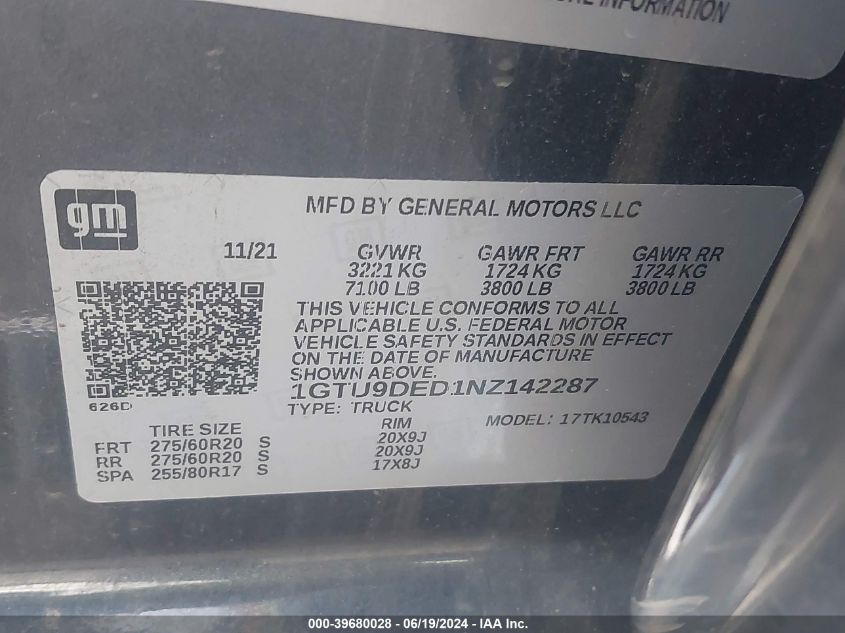 INFORMATION
gm
MFD BY GENERAL MOTORS LLC
11/21 GVWR GAWR FRT GAWR RR
3221 KG 1724 KG 1724 KG
7100 LB 3800 LB 3800 LB
THIS VEHICLE CONFORMS TO ALL
APPLICABLE U.S. FEDERAL MOTOR
VEHICLE SAFETY STANDARDS IN EFFECT
ON THE DATE OF MANUFACTURE
SHOWN ABOVE.
1GTU9DED1NZ142287
626D
TYPE: TRUCK MODEL: 17TK10543
TIRE SIZE RIM
FRT 275/60R20 S 20X9J
RR 275/60R20 S 20X9J
SPA 255/80R17 S 17X8J
000-39680028 - 06/19/2024 - IAA Inc.